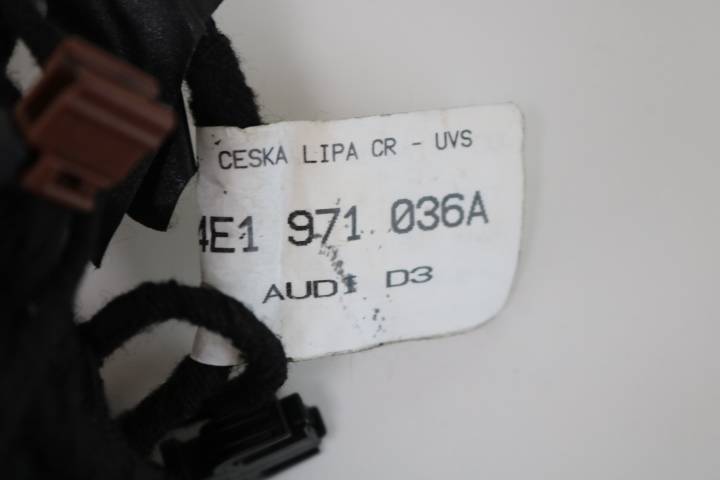 CESKA LIPA CR - UVS
4E1 971 036A
AUDI D3